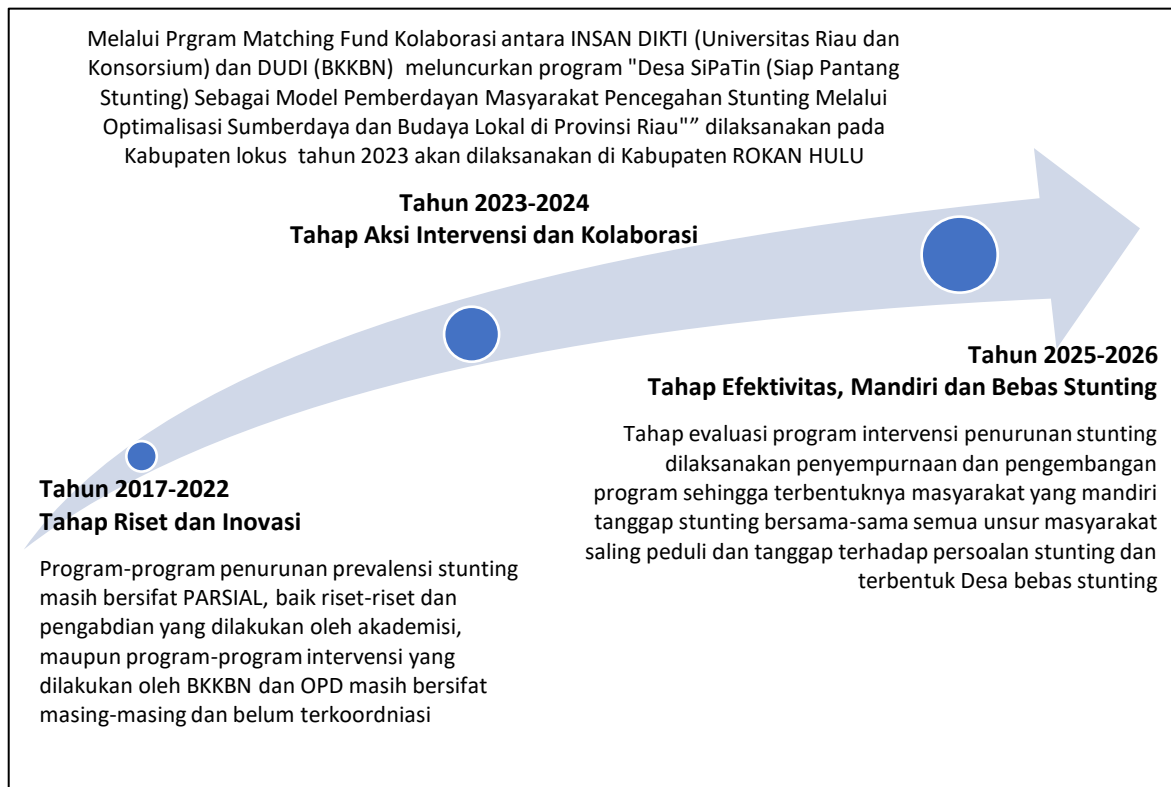 Melalui Prgram Matching Fund Kolaborasi antara INSAN DIKTI (Universitas Riau dan
Konsorsium) dan DUDI (BKKBN) meluncurkan program "Desa SiPaTin (Siap Pantang
Stunting) Sebagai Model Pemberdayan Masyarakat Pencegahan Stunting Melalui
Optimalisasi Sumberdaya dan Budaya Lokal di Provinsi Riau"” dilaksanakan pada
Kabupaten lokus tahun 2023 akan dilaksanakan di Kabupaten ROKAN HULU
Tahun 2023-2024
Tahap Aksi Intervensi dan Kolaborasi
Tahun 2025-2026
Tahap Efektivitas, Mandiri dan Bebas Stunting
Tahap evaluasi program intervensi penurunan stunting
dilaksanakan penyempurnaan dan pengembangan
program sehingga terbentuknya masyarakat yang mandiri
tanggap stunting bersama-sama semua unsur masyarakat
saling peduli dan tanggap terhadap persoalan stunting dan
terbentuk Desa bebas stunting
Tahun 2017-2022
Tahap Riset dan Inovasi
Program-program penurunan prevalensi stunting
masih bersifat PARSIAL, baik riset-riset dan
pengabdian yang dilakukan oleh akademisi,
maupun program-program intervensi yang
dilakukan oleh BKKBN dan OPD masih bersifat
masing-masing dan belum terkoordniasi